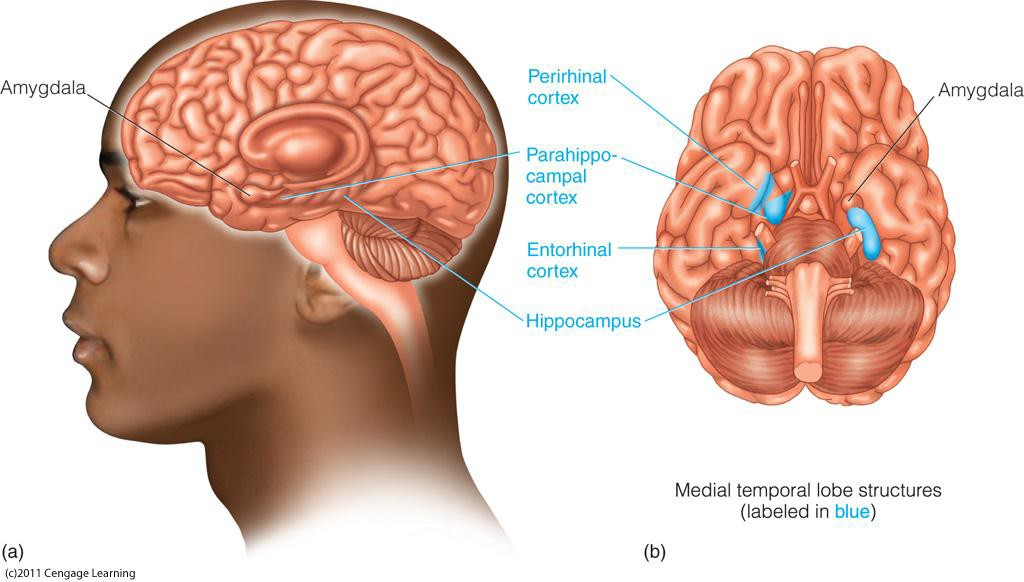 Amygdala
Perirhinal
cortex
Parahippo-
campal
cortex
Entorhinal
cortex
Hippocampus
Amygdala
Medial temporal lobe structures
(labeled in blue)
(a)
(b)
(c)2011 Cengage Learning